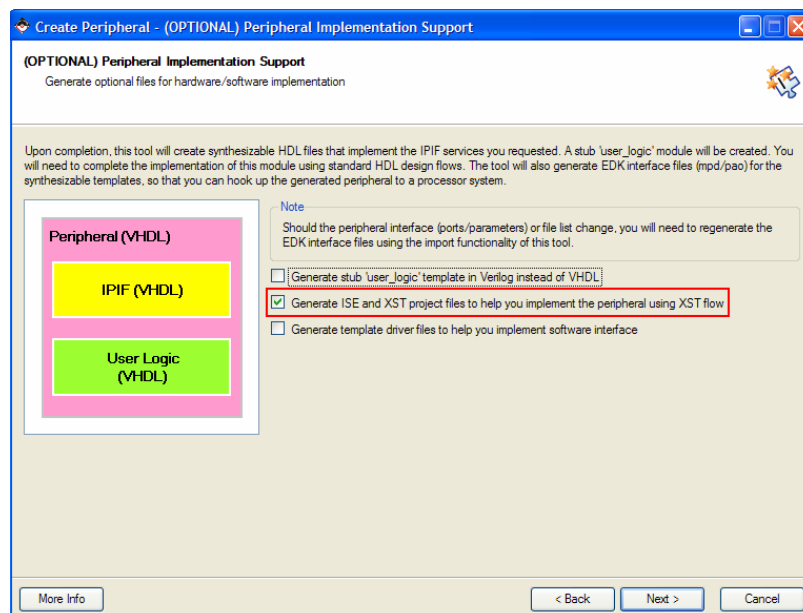 Create Peripheral - (OPTIONAL) Peripheral Implementation Support
(OPTIONAL) Peripheral Implementation Support
Generate optional files for hardware/software implementation
Upon completion, this tool will create synthesizable HDL files that implement the IPIF services you requested. A stub 'user_logic' module will be created. You
will need to complete the implementation of this module using standard HDL design flows. The tool will also generate EDK interface files (mpd/pao) for the
synthesizable templates, so that you can hook up the generated peripheral to a processor system.
Peripheral (VHDL)
IPIF (VHDL)
User Logic
(VHDL)
Note
Should the peripheral interface (ports/parameters) or file list change, you will need to regenerate the
EDK interface files using the import functionality of this tool.
Generate stub 'user_logic' template in Verilog instead of VHDL
Generate ISE and XST project files to help you implement the peripheral using XST flow
Generate template driver files to help you implement software interface
More Info
< Back
Next >
Cancel